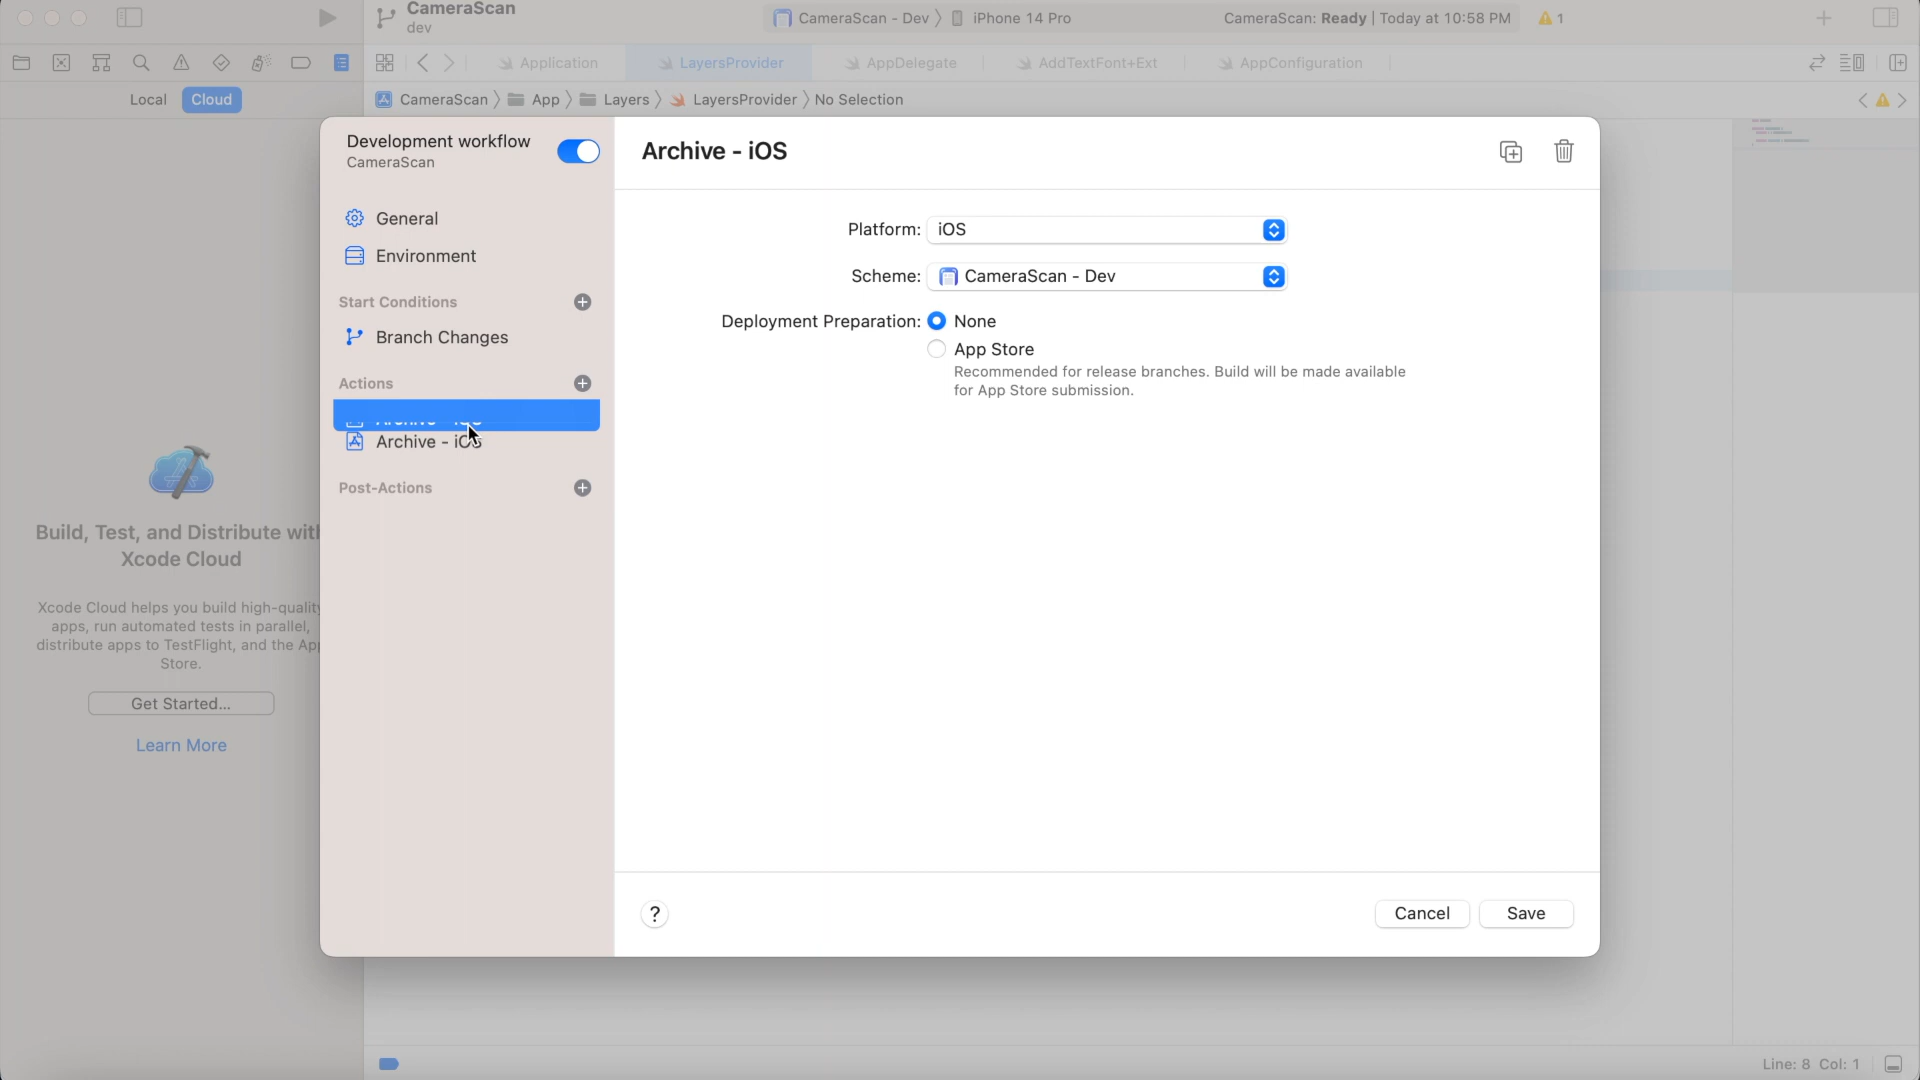 CameraScan
dev
CameraScan - Dev
iPhone 14 Pro
CameraScan: Ready | Today at 10:58 PM
1
Application
LayersProvider
AppDelegate
AddTextFont+Ext
AppConfiguration
Local
Cloud
CameraScan
App
Layers
LayersProvider
No Selection
Development workflow
CameraScan
General
Environment
Start Conditions
Branch Changes
Actions
Archive - iOS
Archive - iOS
Post-Actions
Archive - iOS
Platform:
iOS
Scheme:
CameraScan - Dev
Deployment Preparation:
None
App Store
Recommended for release branches. Build will be made available
for App Store submission.
?
Cancel
Save
Build, Test, and Distribute with
Xcode Cloud
Xcode Cloud helps you build high-quality
apps, run automated tests in parallel,
distribute apps to TestFlight, and the App
Store.
Get Started...
Learn More
Line: 8 Col: 1